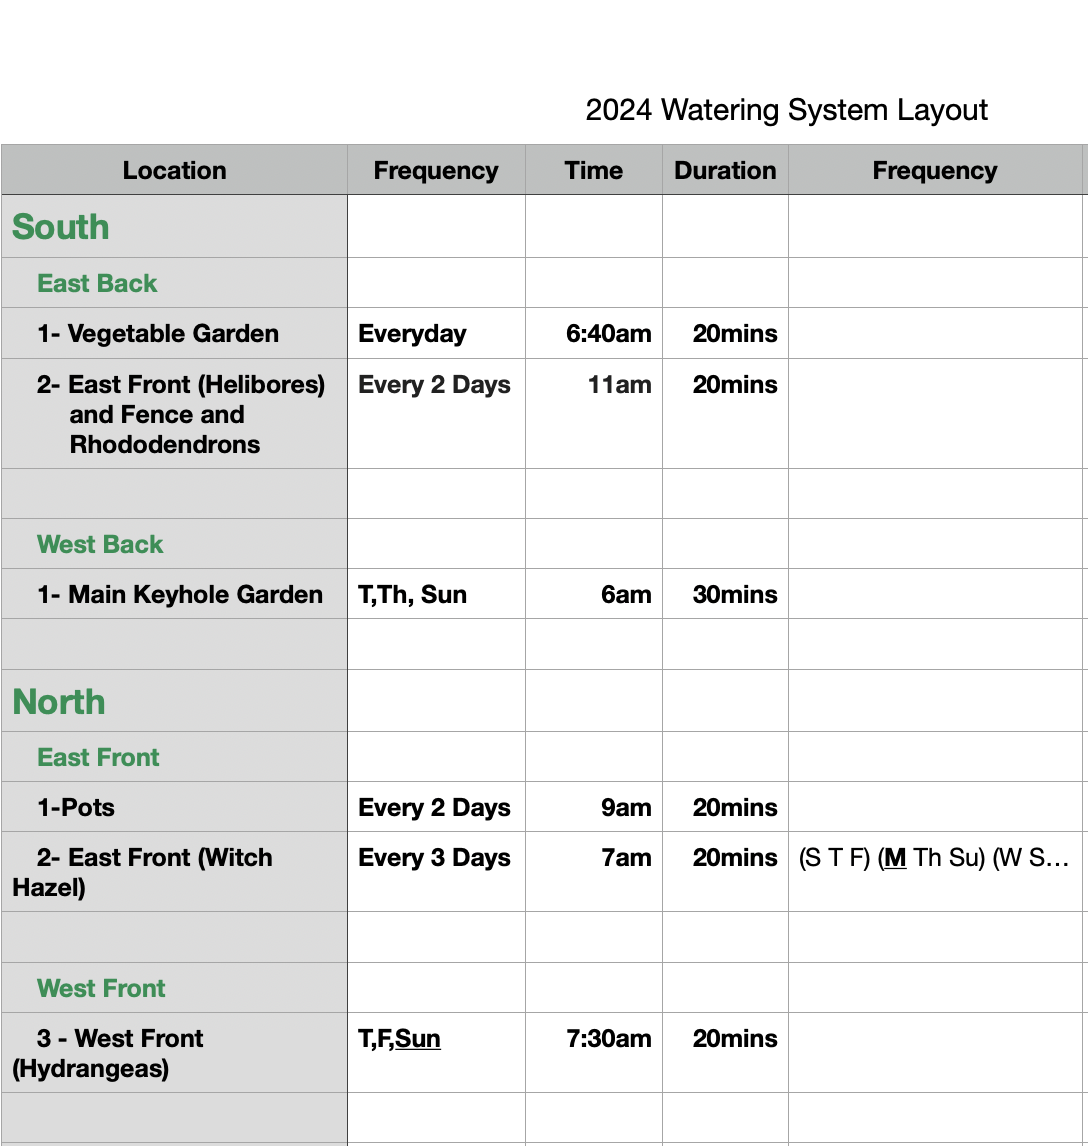 2024 Watering System Layout
Location Frequency Time Duration Frequency
South
East Back
1- Vegetable Garden Everyday 6:40am 20mins
2- East Front (Helibores) Every 2 Days 11am 20mins
and Fence and
Rhododendrons
West Back
1- Main Keyhole Garden T,Th, Sun 6am 30mins
North
East Front
1-Pots Every 2 Days 9am 20mins
2- East Front (Witch Every 3 Days 7am 20mins (S T F) (M Th Su) (W S…
Hazel)
West Front
3 - West Front T,F,Sun 7:30am 20mins
(Hydrangeas)